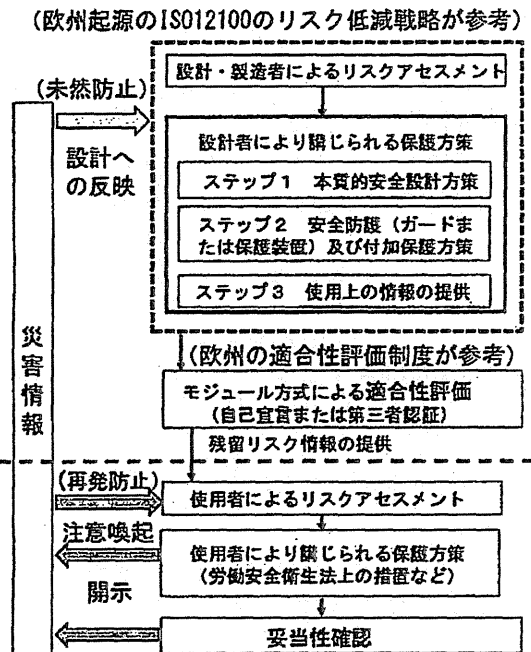 (欧州起源のISO12100のリスク低減戦略が参考)
設計・製造者によるリスクアセスメント
(未然防止)
設計へ
の反映
設計者により講じられる保護方策
ステップ1 本質的安全設計方策
ステップ2 安全防護(ガードま
たは保護装置)及び付加保護方策
ステップ3 使用上の情報の提供
災害情報
(欧州の適合性評価制度が参考)
モジュール方式による適合性評価
(自己宣言または第三者認証)
残留リスク情報の提供
(再発防止)
使用者によるリスクアセスメント
注意喚起
使用者により講じられる保護方策
(労働安全衛生法上の措置など)
開示
妥当性確認